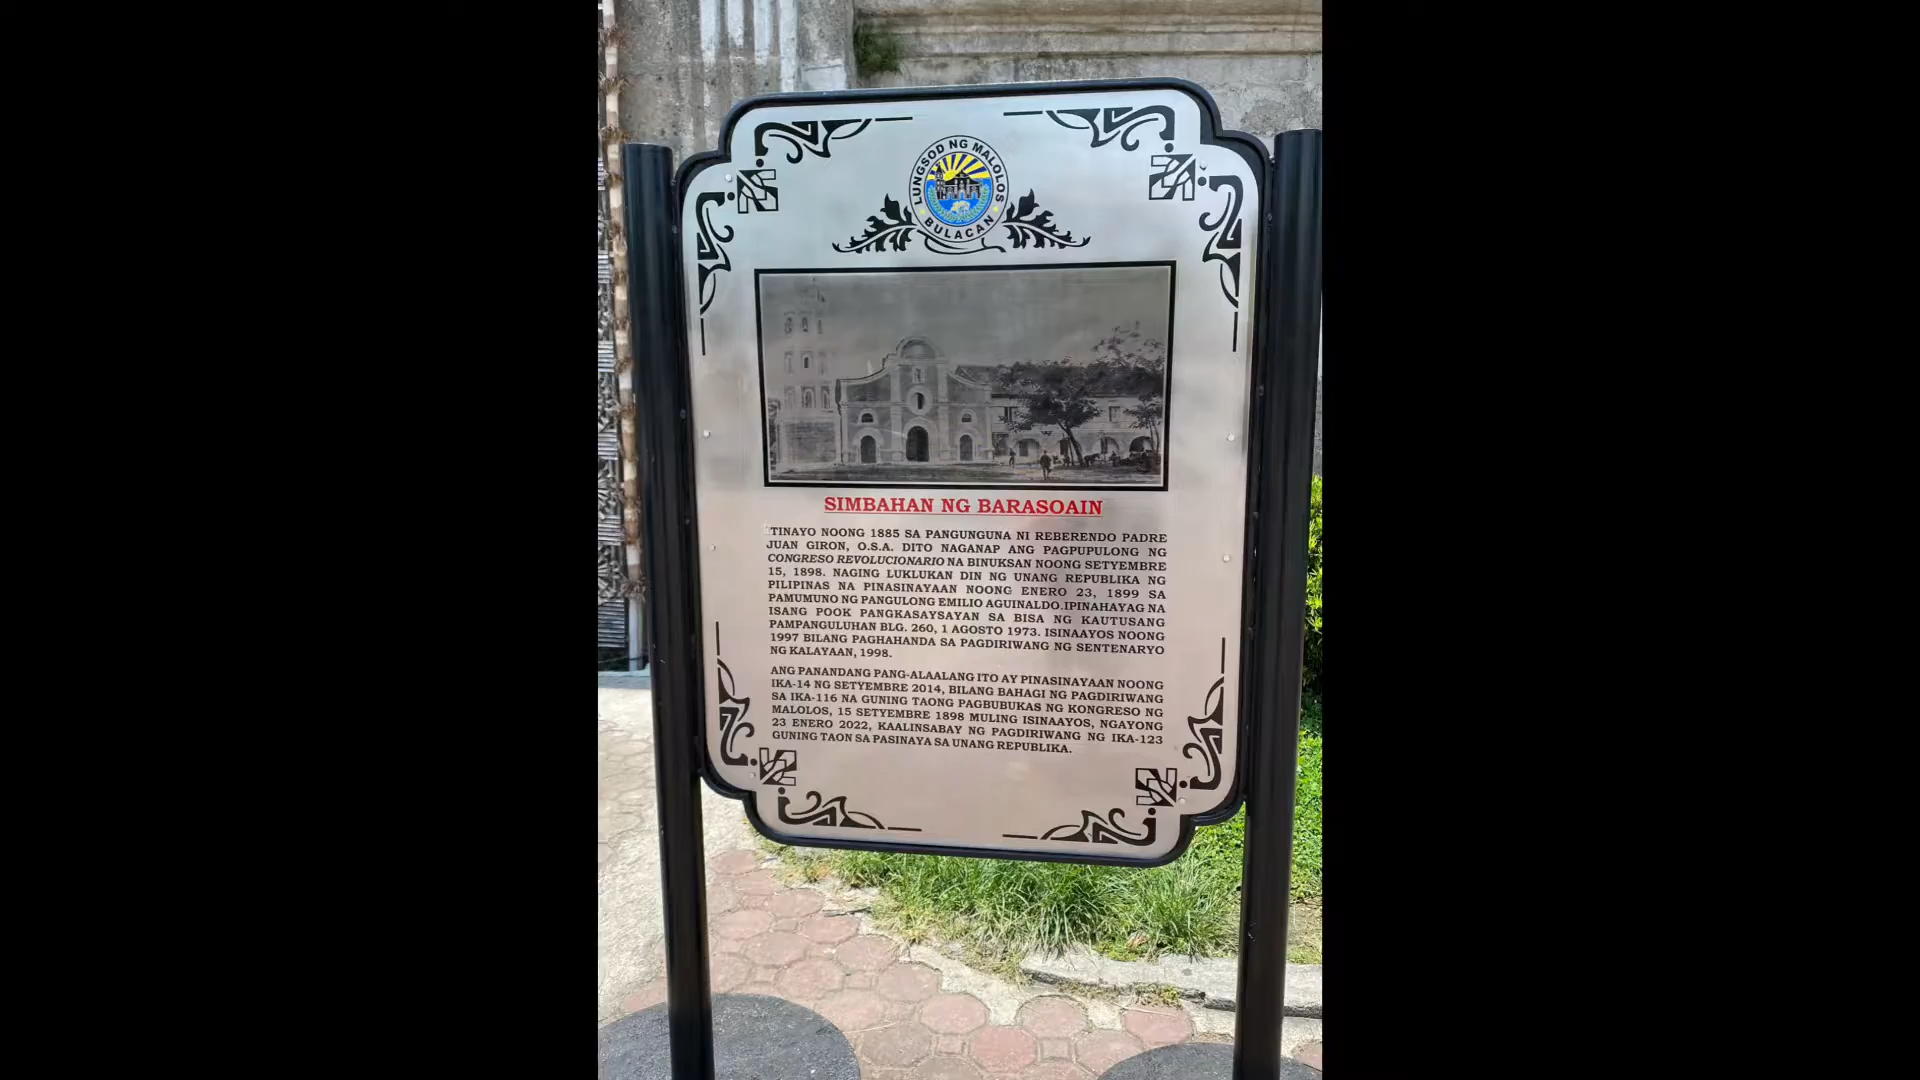 LUNGSOD NG MALOLOS
BULACAN
SIMBAHAN NG BARASOAIN
TINAYO NOONG 1885 SA PANGUNGUNA NI REBERENDO PADRE
JUAN GIRON, O.S.A. DITO NAGANAP ANG PAGPUPULONG NG
CONGRESO REVOLUCIONARIO NA BINUKSAN NOONG SETYEMBRE
15, 1898. NAGING LUKLUKAN DIN NG UNANG REPUBLIKA NG
PILIPINAS NA PINASINAYAAN NOONG ENERO 23, 1899 SA
PAMUMUNO NG PANGULONG EMILIO AGUINALDO.IPINAHAYAG NA
ISANG POOK PANGKASAYSAYAN SA BISA NG KAUTUSANG
PAMPANGULUHAN BLG. 260, 1 AGOSTO 1973. ISINAAYOS NOONG
1997 BILANG PAGHAHANDA SA PAGDIRIWANG NG SENTENARYO
NG KALAYAAN, 1998.
ANG PANANDANG PANG-ALAALANG ITO AY PINASINAYAAN NOONG
IKA-14 NG SETYEMBRE 2014, BILANG BAHAGI NG PAGDIRIWANG
SA IKA-116 NA GUNING TAONG PAGBUBUKAS NG KONGRESO NG
MALOLOS, 15 SETYEMBRE 1898 MULING ISINAAYOS, NGAYONG
23 ENERO 2022, KAALINSABAY NG PAGDIRIWANG NG IKA-123
GUNING TAON SA PASINAYA SA UNANG REPUBLIKA.